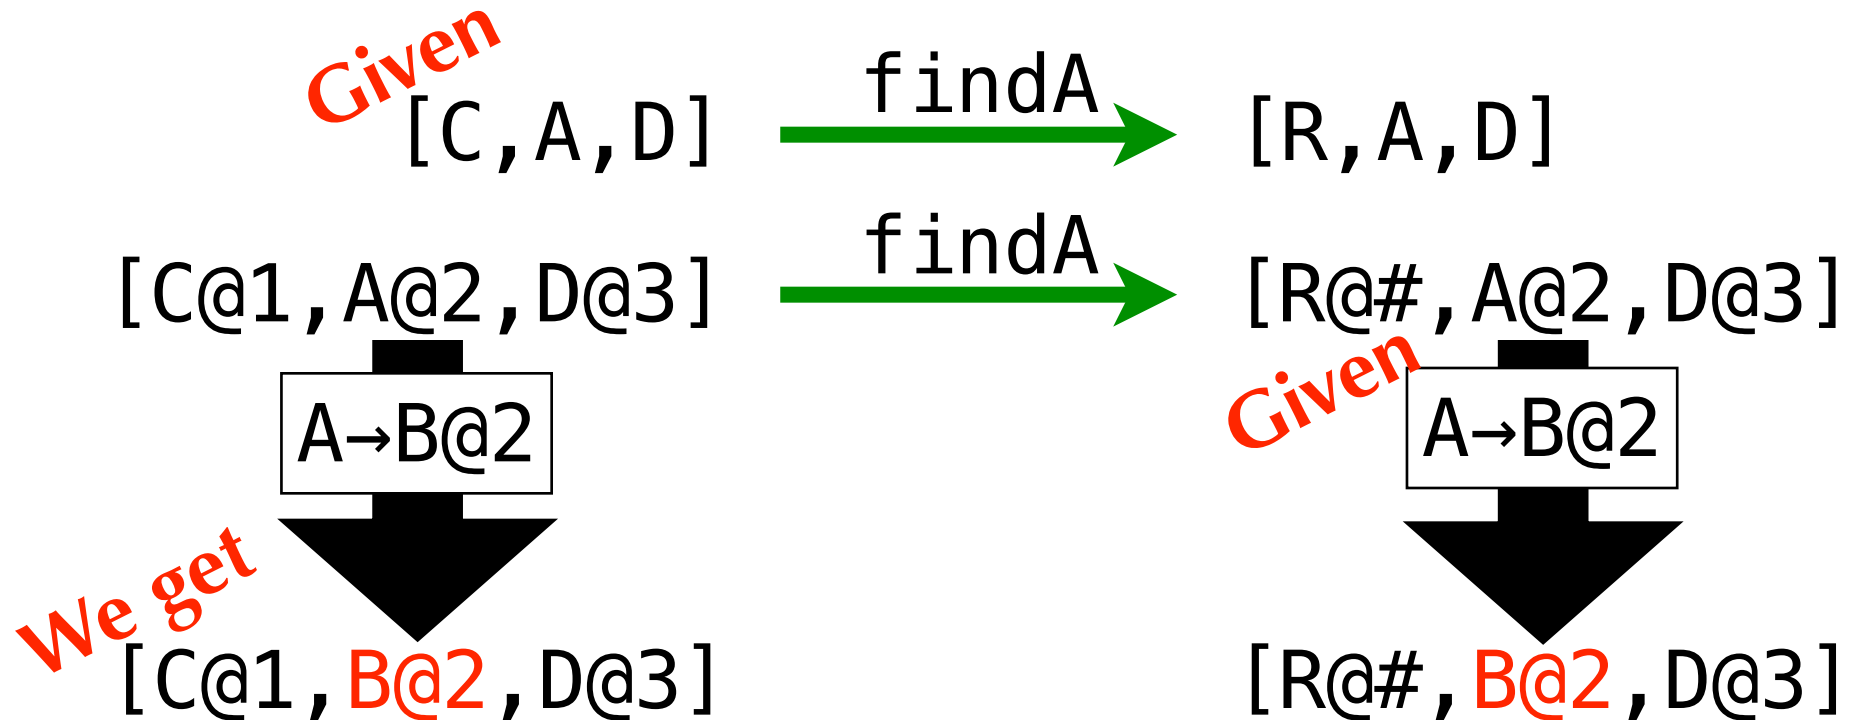 Given
findA
[C,A,D] [R,A,D]
findA
[C@1,A@2,D@3] [R@#,A@2,D@3]
Given
A→B@2 A→B@2
We get
[C@1,B@2,D@3] [R@#,B@2,D@3]